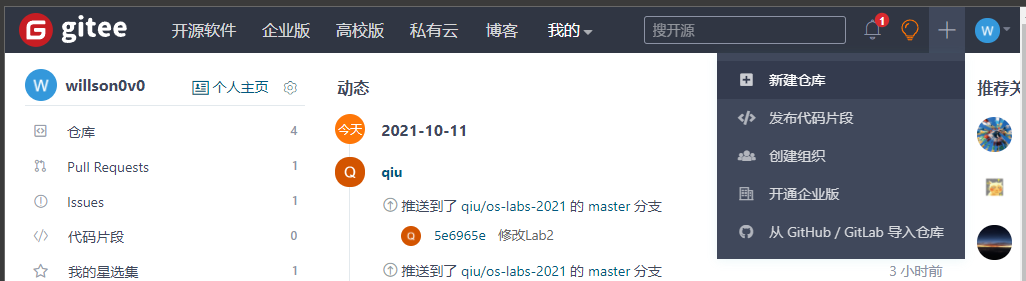 gitee 开源软件 企业版 高校版 私有云 博客 我的 搜开源 1 W
W willson0v0 个人主页
仓库 4
Pull Requests 1
Issues 1
代码片段 0
我的星选集 1
动态
今天 2021-10-11
Q qiu
推送到了 qiu/os-labs-2021 的 master 分支
Q 5e6965e 修改Lab2
推送到了 qiu/os-labs-2021 的 master 分支
3 小时前
新建仓库
发布代码片段
创建组织
开通企业版
从 GitHub / GitLab 导入仓库
推荐关